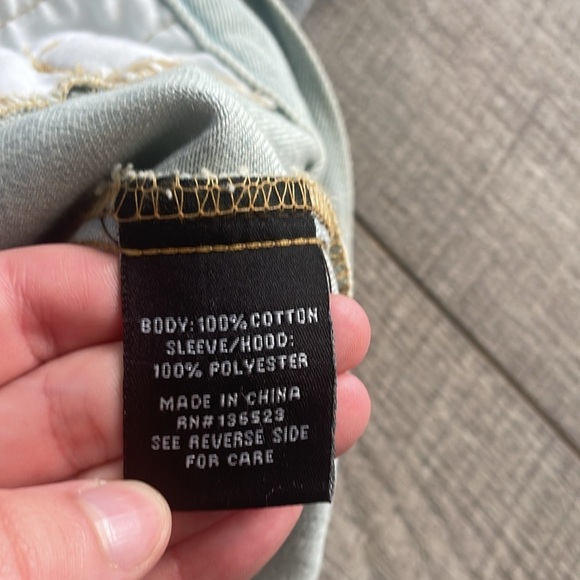 BODY: 100% COTTON
SLEEVE/HOOD:
100% POLYESTER
MADE IN CHINA
RN#136523
SEE REVERSE SIDE
FOR CARE